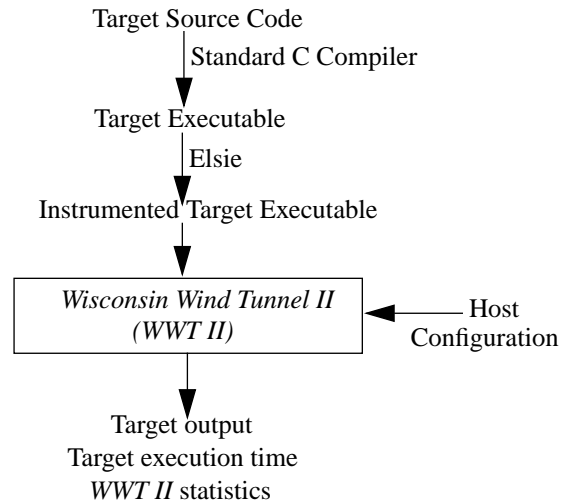 Target Source Code
Standard C Compiler
Target Executable
Elsie
Instrumented Target Executable
Wisconsin Wind Tunnel II
(WWT II)
Host
Configuration
Target output
Target execution time
WWT II statistics